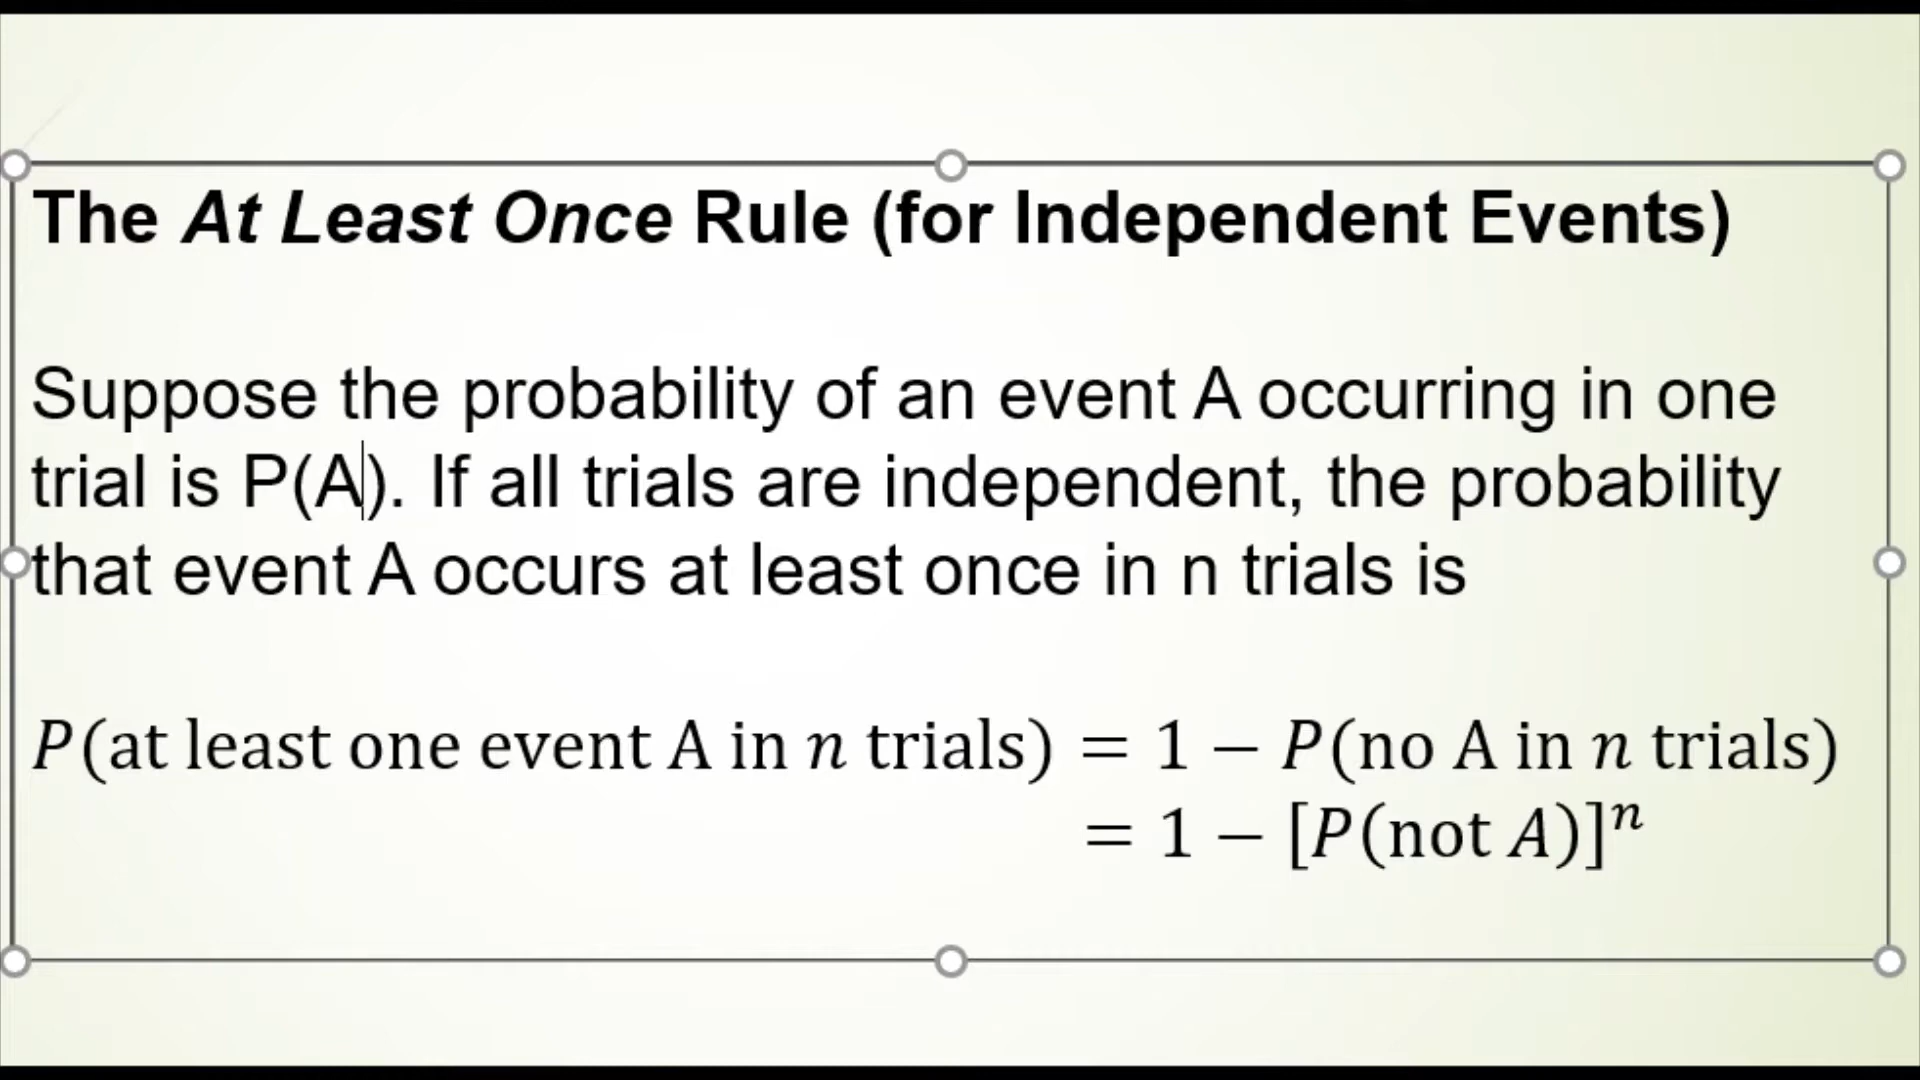 The At Least Once Rule (for Independent Events)
Suppose the probability of an event A occurring in one
trial is P(A). If all trials are independent, the probability
that event A occurs at least once in n trials is
P(at least one event A in n trials) = 1 − P(no A in n trials)
= 1 − [P(not A)]ⁿ